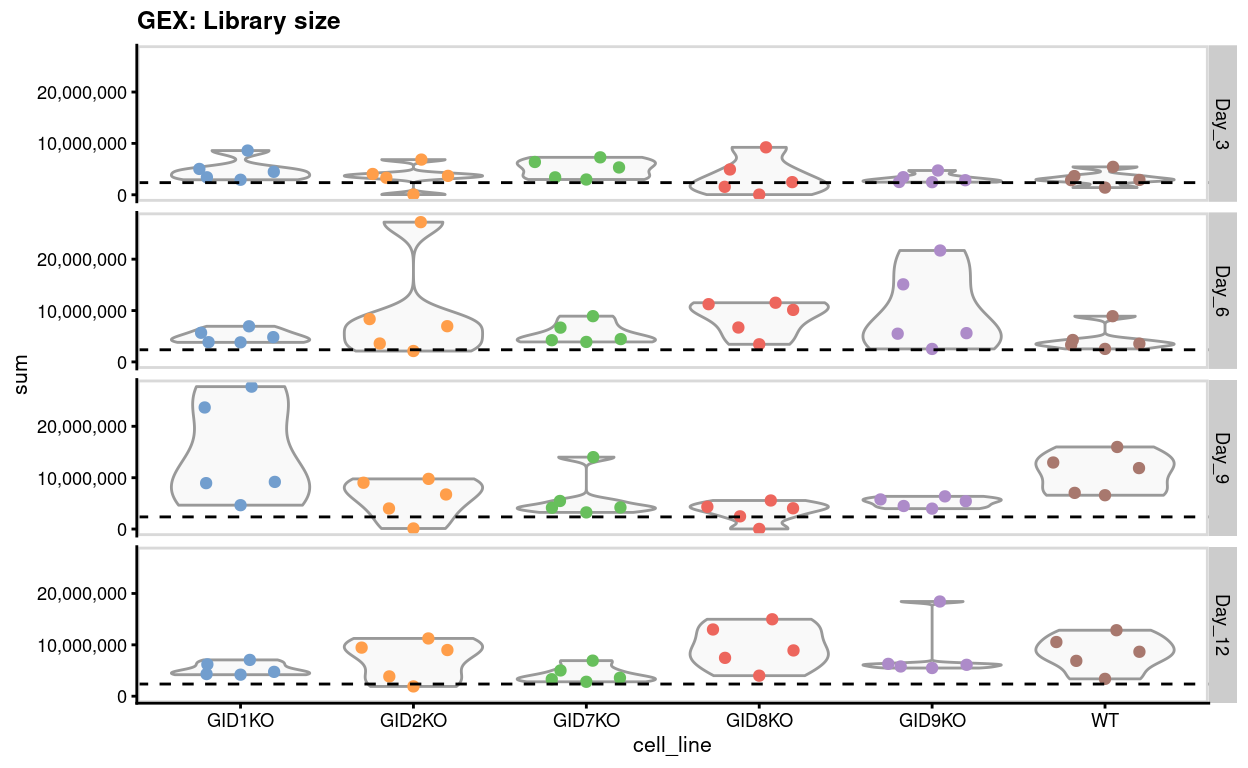 GEX: Library size
sum
20,000,000
10,000,000
0
Day_3
20,000,000
10,000,000
0
Day_6
20,000,000
10,000,000
0
Day_9
20,000,000
10,000,000
0
Day_12
GID1KO GID2KO GID7KO GID8KO GID9KO WT
cell_line